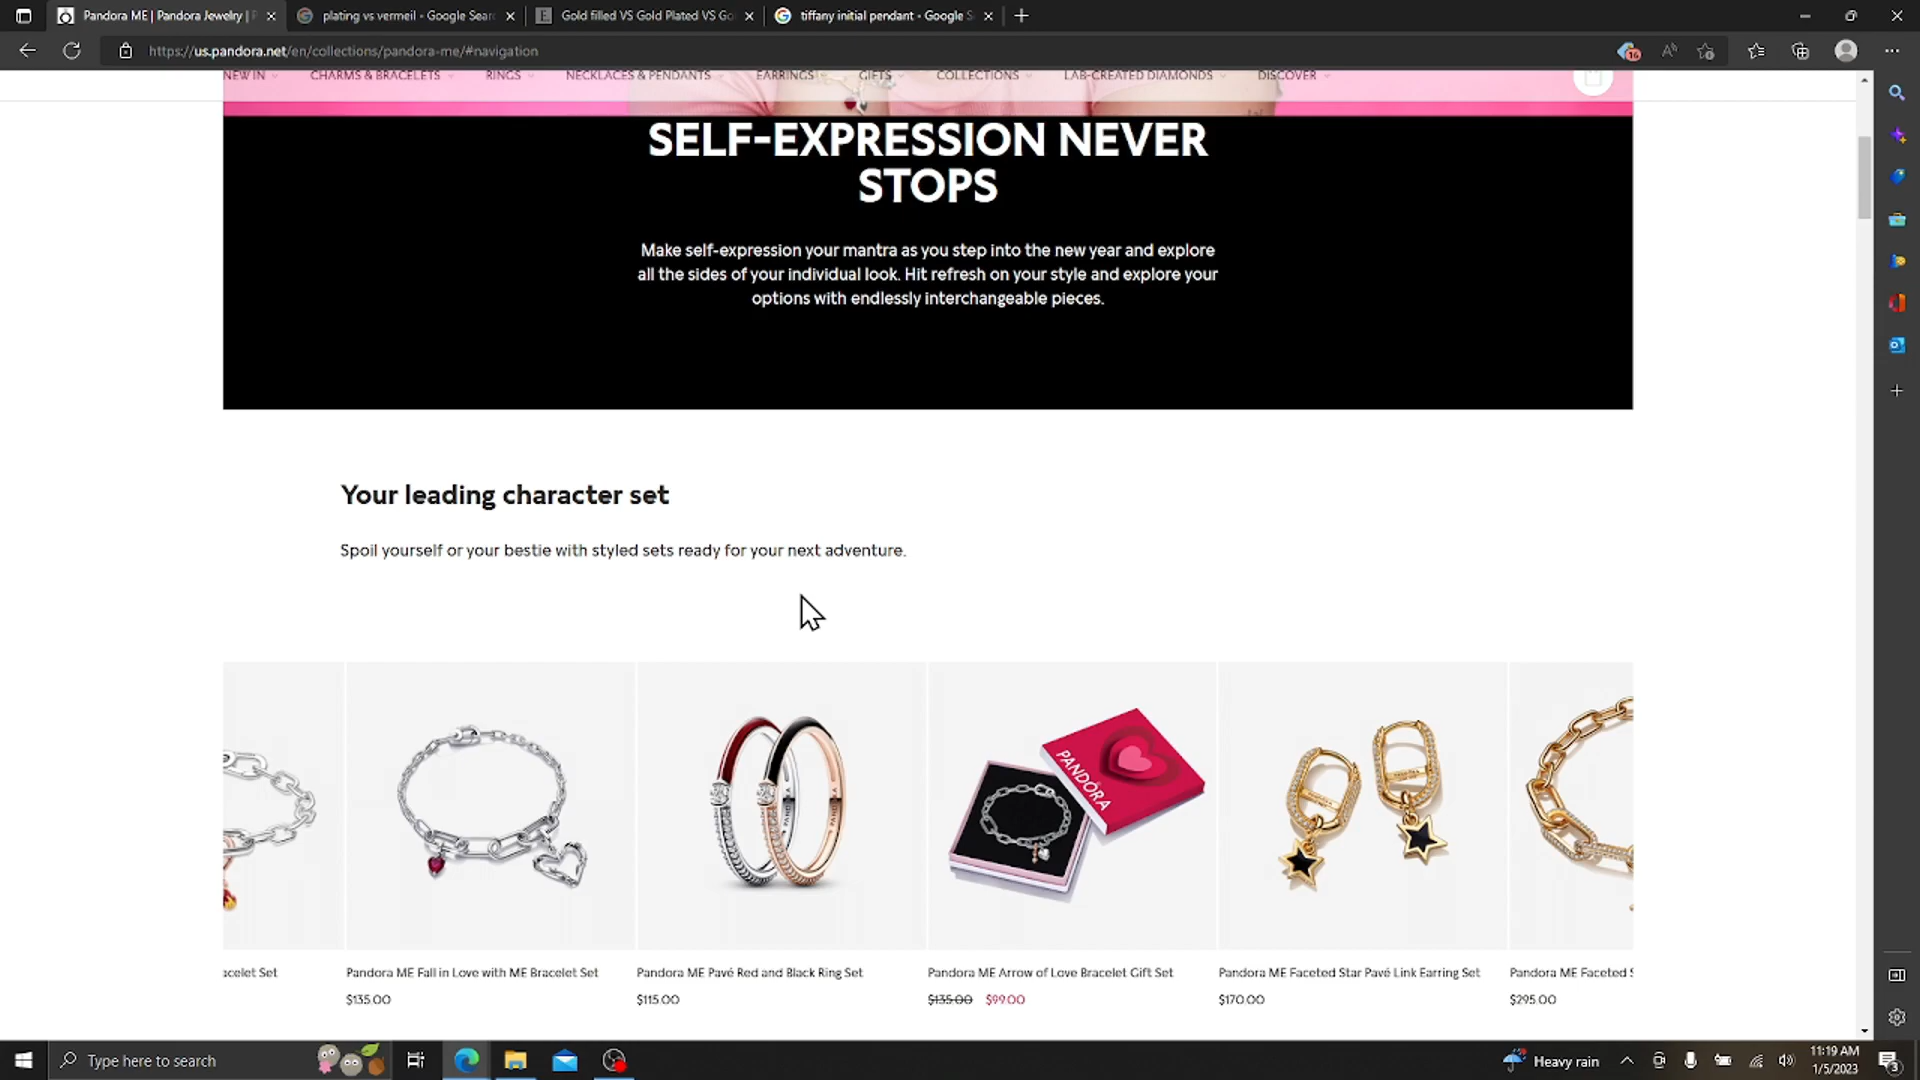 Pandora ME | Pandora Jewelry |
plating vs vermeil - Google Sear
Gold filled VS Gold Plated VS Go
tiffany initial pendant - Google S
https://us.pandora.net/en/collections/pandora-me/#navigation
16
NEW IN
CHARMS & BRACELETS
RINGS
NECKLACES & PENDANTS
EARRINGS
GIFTS
COLLECTIONS
LAB-CREATED DIAMONDS
DISCOVER
SELF-EXPRESSION NEVER
STOPS
Make self-expression your mantra as you step into the new year and explore
all the sides of your individual look. Hit refresh on your style and explore your
options with endlessly interchangeable pieces.
Your leading character set
Spoil yourself or your bestie with styled sets ready for your next adventure.
PANDORA
PANDORA
acelet Set
Pandora ME Fall in Love with ME Bracelet Set
$135.00
Pandora ME Pavé Red and Black Ring Set
$115.00
Pandora ME Arrow of Love Bracelet Gift Set
$135.00 $99.00
Pandora ME Faceted Star Pavé Link Earring Set
$170.00
Pandora ME Faceted S
$295.00
Type here to search
Heavy rain
11:19 AM
1/5/2023
3